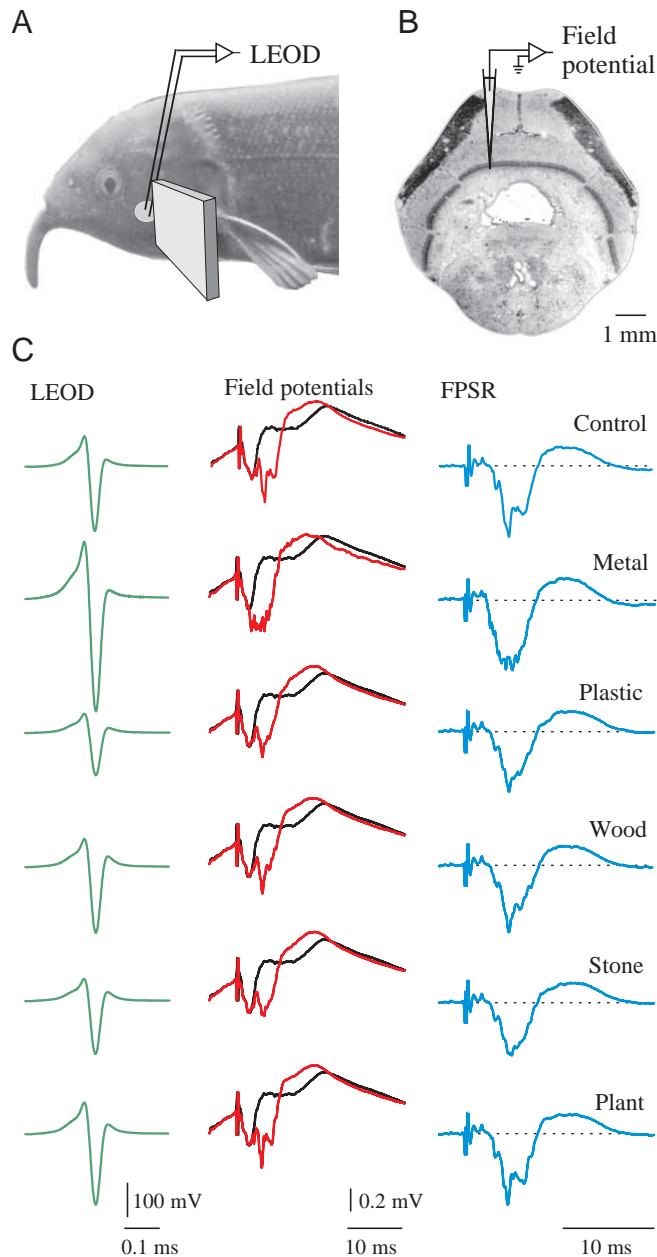 A
LEOD
B
Field
potential
1 mm
C
LEOD
Field potentials
FPSR
Control
Metal
Plastic
Wood
Stone
Plant
100 mV
0.2 mV
0.1 ms
10 ms
10 ms